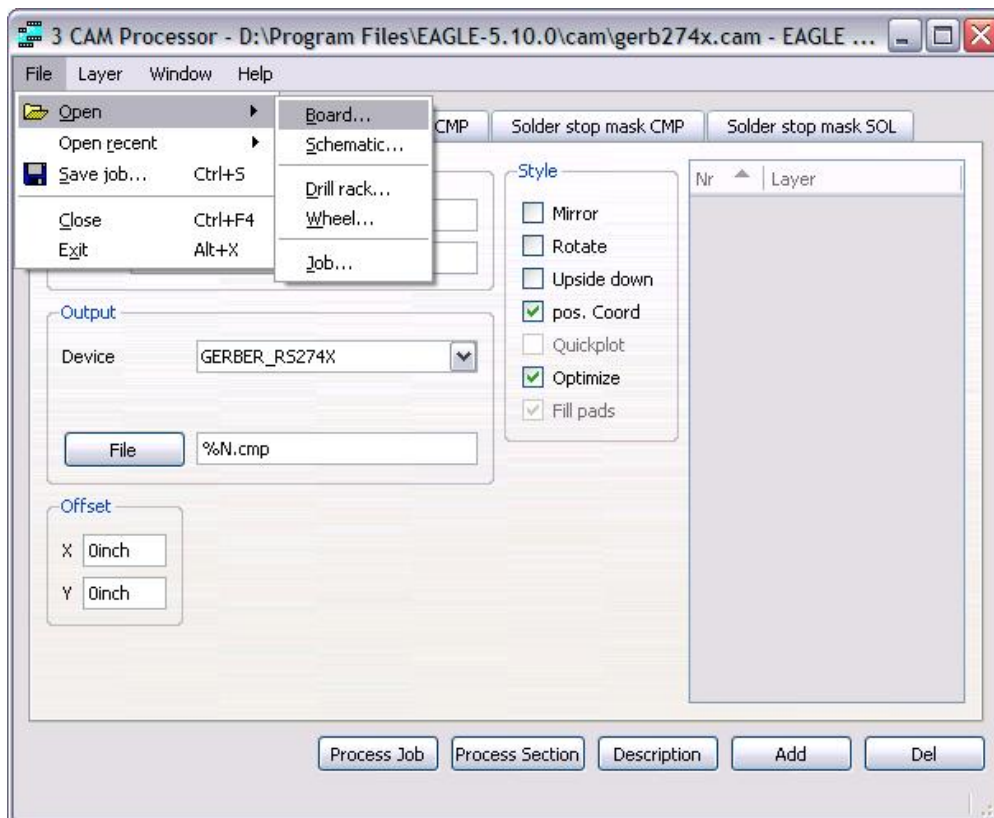 3 CAM Processor - D:\Program Files\EAGLE-5.10.0\cam\gerb274x.cam - EAGLE ...
File Layer Window Help
Open
Open recent
Save job... Ctrl+S
Close Ctrl+F4
Exit Alt+X
Board...
Schematic...
Drill rack...
Wheel...
Job...
CMP
Solder stop mask CMP
Solder stop mask SOL
Style
Mirror
Rotate
Upside down
pos. Coord
Quickplot
Optimize
Fill pads
Nr Layer
Output
Device GERBER_RS274X
File %N.cmp
Offset
X 0inch
Y 0inch
Process Job Process Section Description Add Del